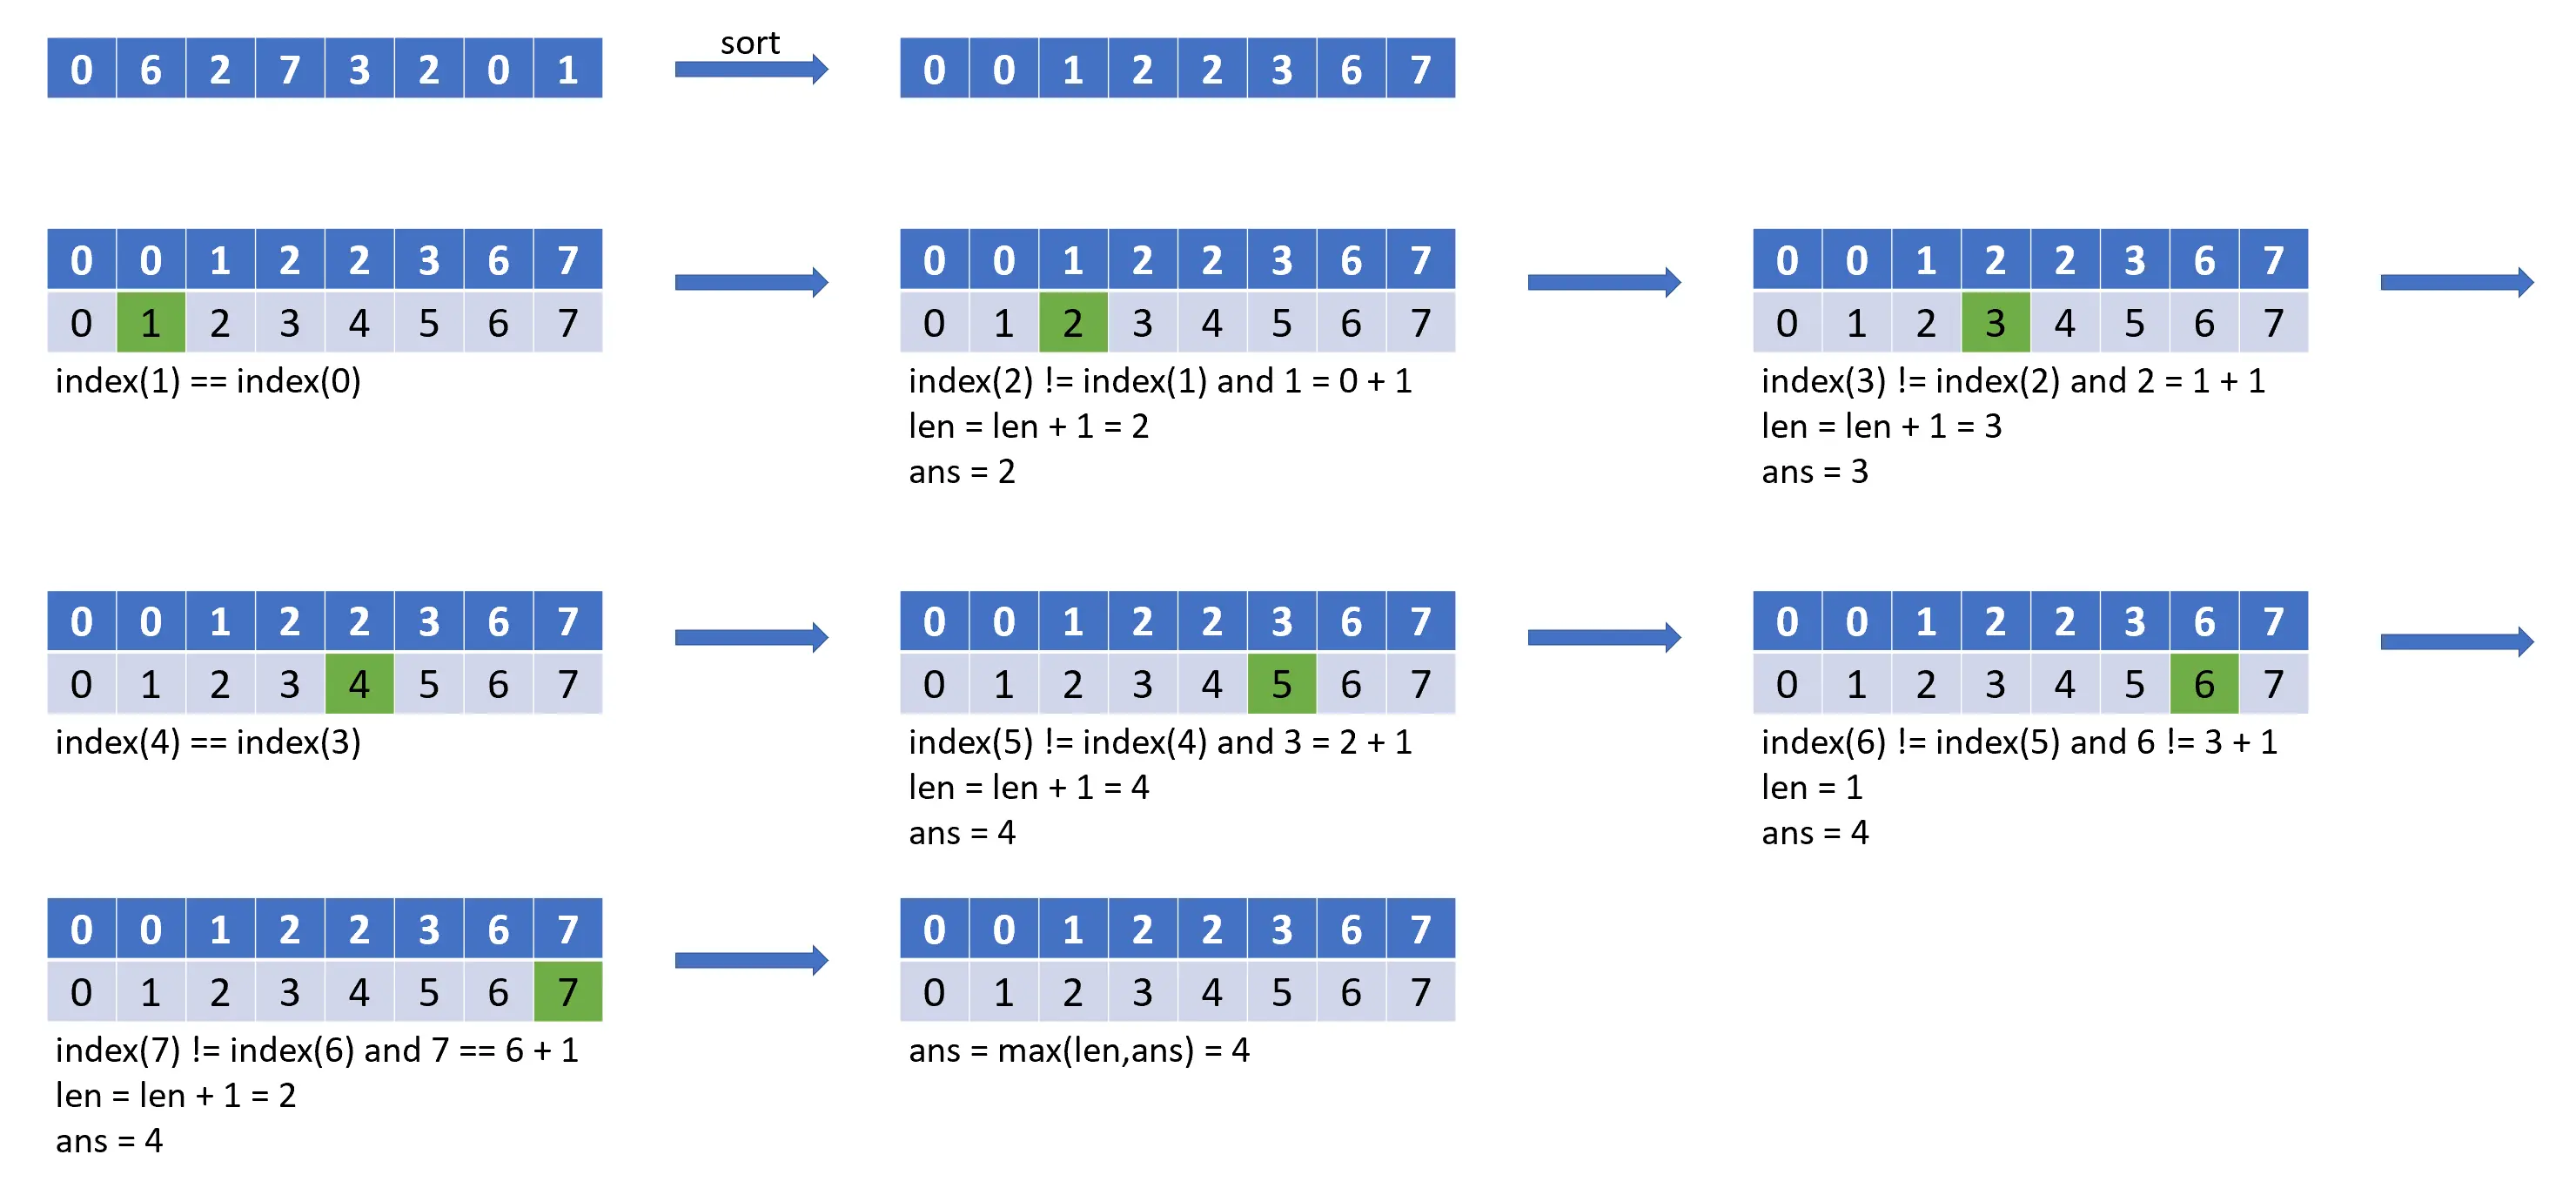 0 6 2 7 3 2 0 1
sort
0 0 1 2 2 3 6 7
0 0 1 2 2 3 6 7
0 1 2 3 4 5 6 7
index(1) == index(0)
0 0 1 2 2 3 6 7
0 1 2 3 4 5 6 7
index(2) != index(1) and 1 = 0 + 1
len = len + 1 = 2
ans = 2
0 0 1 2 2 3 6 7
0 1 2 3 4 5 6 7
index(3) != index(2) and 2 = 1 + 1
len = len + 1 = 3
ans = 3
0 0 1 2 2 3 6 7
0 1 2 3 4 5 6 7
index(4) == index(3)
0 0 1 2 2 3 6 7
0 1 2 3 4 5 6 7
index(5) != index(4) and 3 = 2 + 1
len = len + 1 = 4
ans = 4
0 0 1 2 2 3 6 7
0 1 2 3 4 5 6 7
index(6) != index(5) and 6 != 3 + 1
len = 1
ans = 4
0 0 1 2 2 3 6 7
0 1 2 3 4 5 6 7
index(7) != index(6) and 7 == 6 + 1
len = len + 1 = 2
ans = 4
0 0 1 2 2 3 6 7
0 1 2 3 4 5 6 7
ans = max(len,ans) = 4